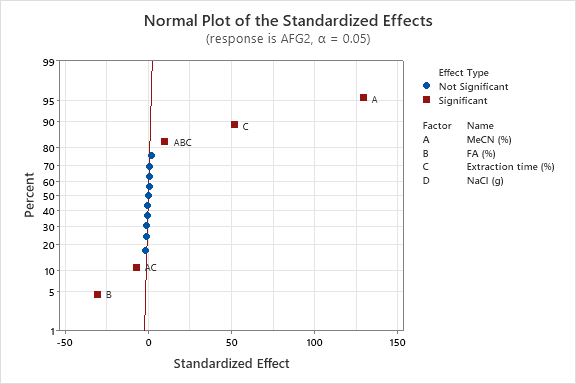 Normal Plot of the Standardized Effects
(response is AFG2, α = 0.05)
99
95
90
80
70
60
50
40
30
20
10
5
1
Percent
A
C
ABC
AC
B
-50
0
50
100
150
Standardized Effect
Effect Type
Not Significant
Significant
Factor Name
A MeCN (%)
B FA (%)
C Extraction time (%)
D NaCl (g)